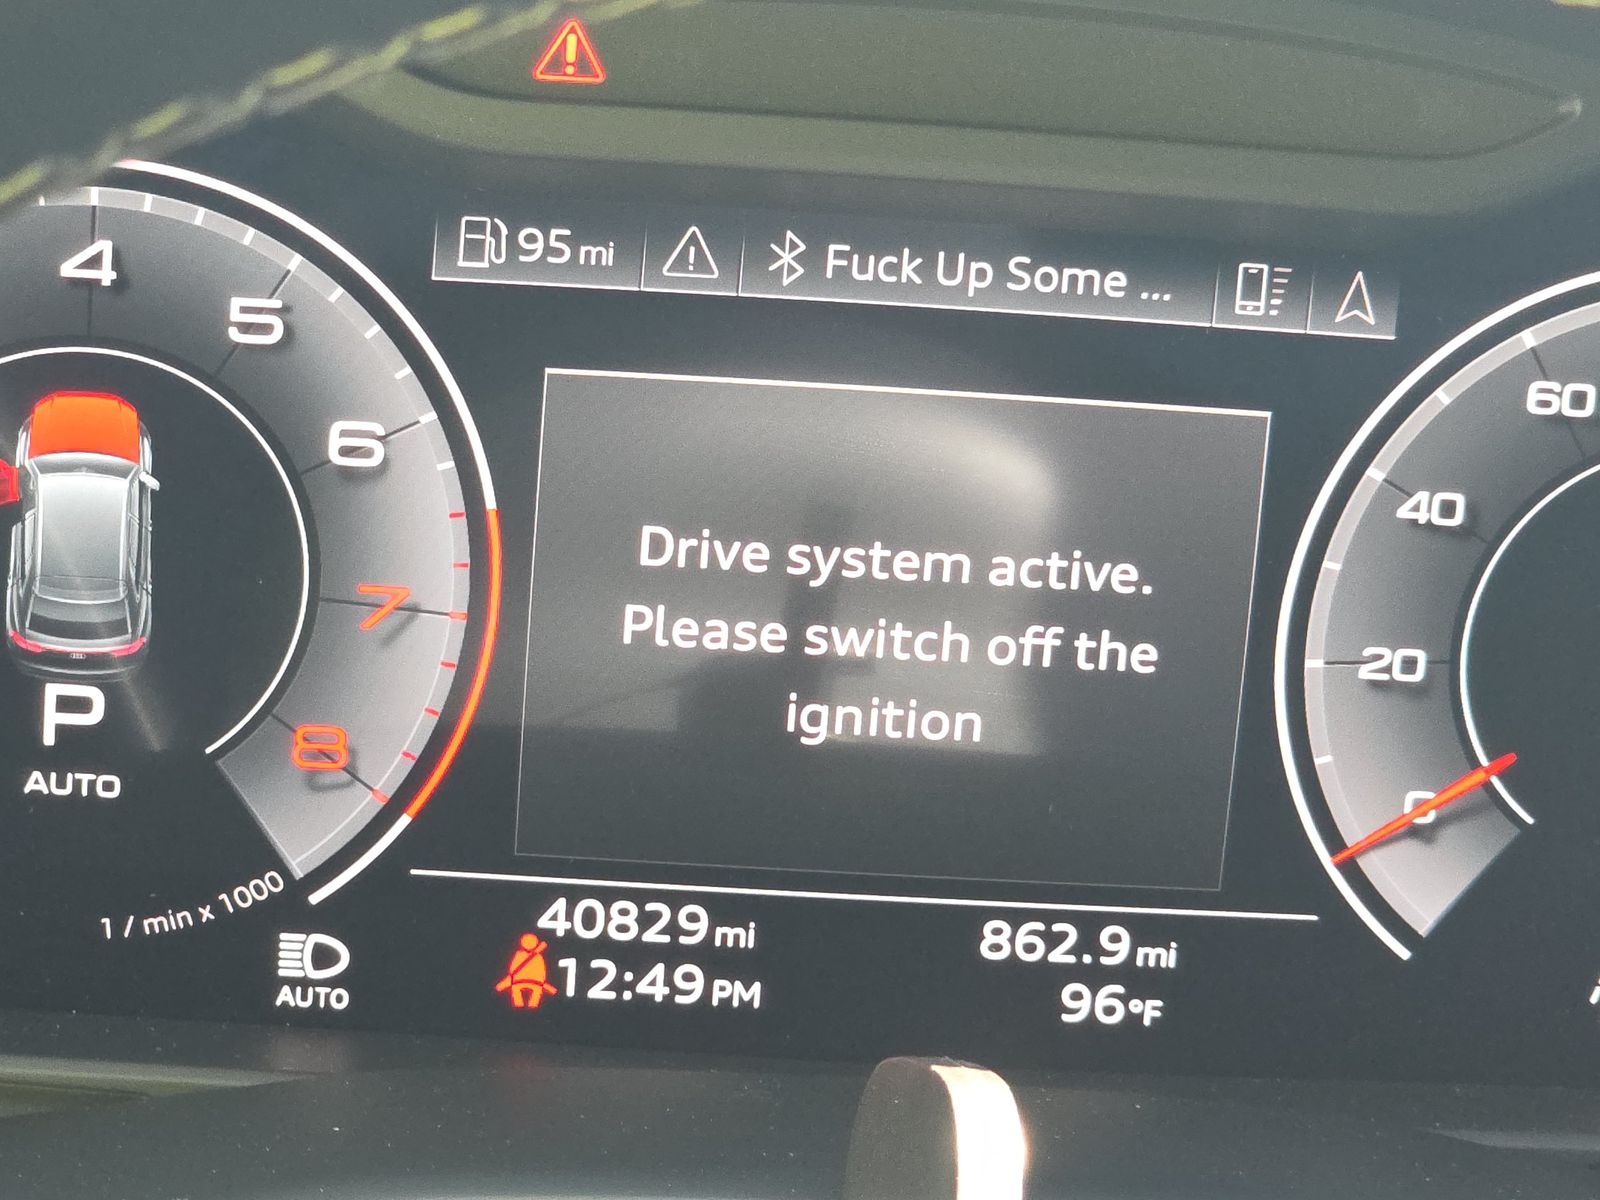 95 mi
Fuck Up Some ...
4
5
6
7
8
1 / min x 1000
P
AUTO
Drive system active.
Please switch off the
ignition
60
40
20
0
AUTO
40829 mi
12:49 PM
862.9 mi
96°F